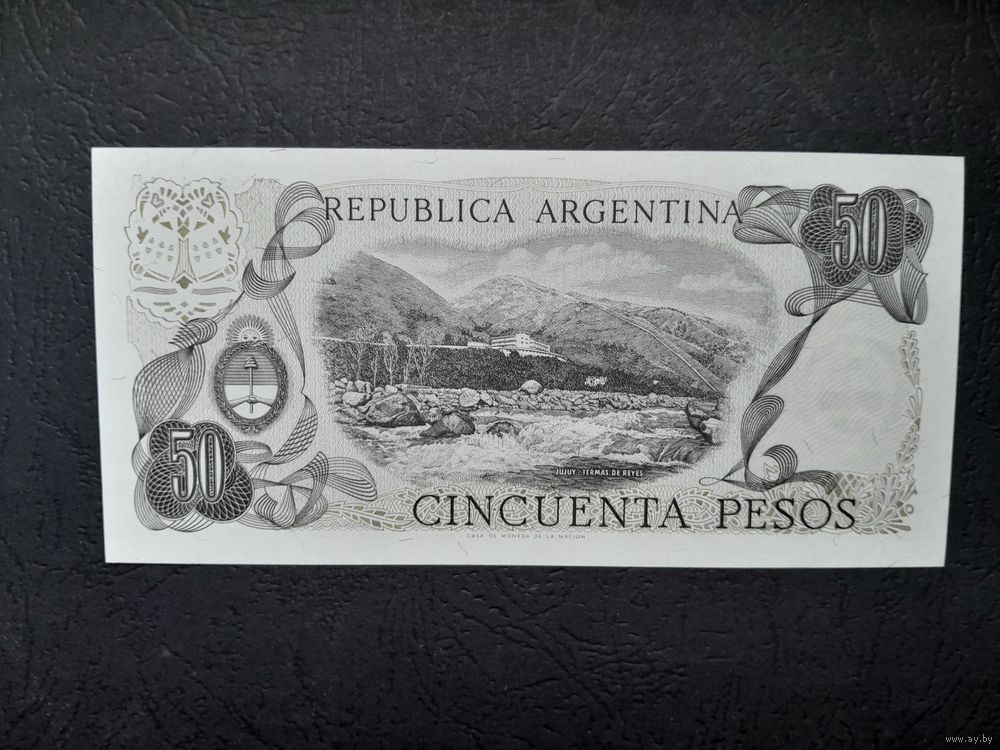 REPUBLICA ARGENTINA
50
50
JUJUY - TERMAS DE REYES
CINCUENTA PESOS
CASA DE MONEDA DE LA NACION
www.ay.by